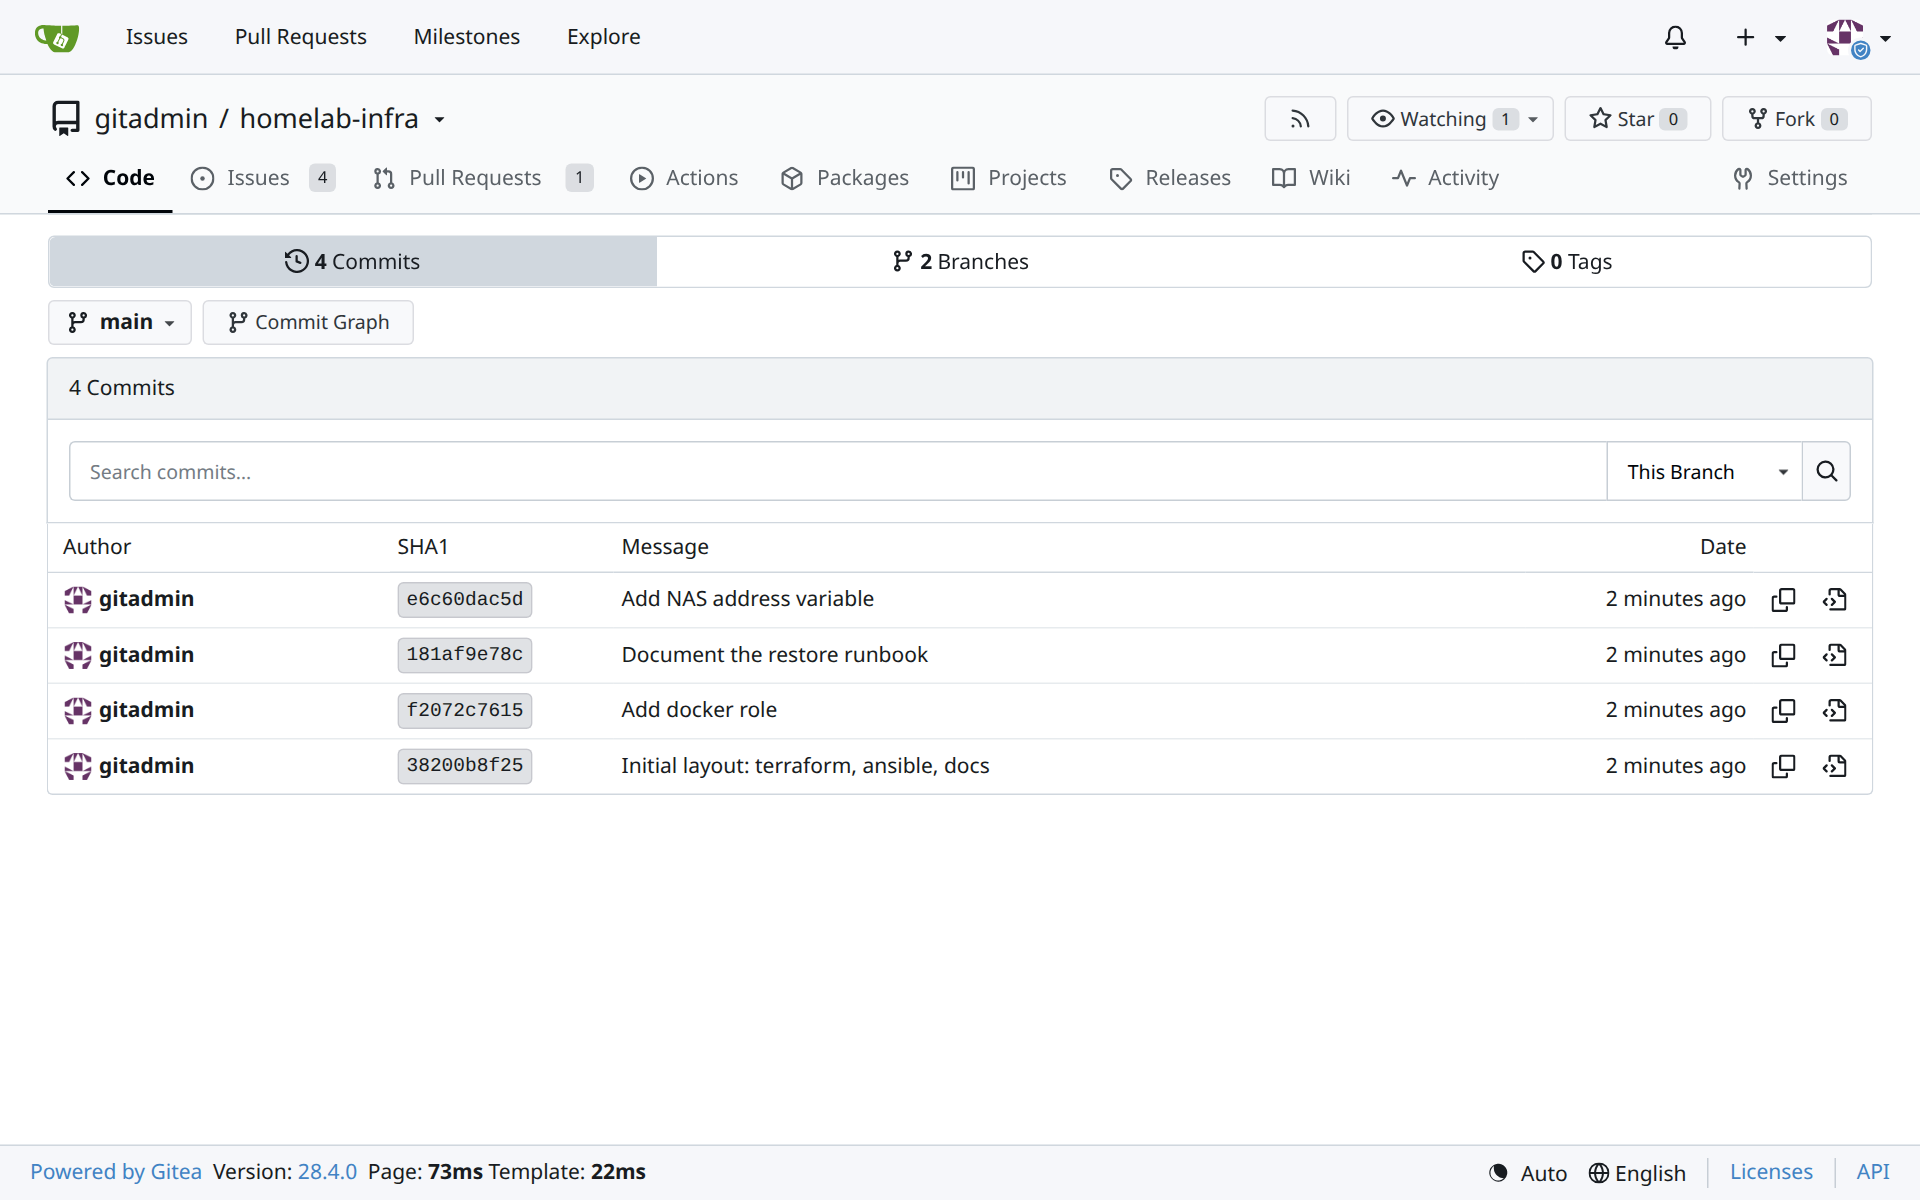 Issues Pull Requests Milestones Explore
gitadmin / homelab-infra
Watching 1 Star 0 Fork 0
Code Issues 4 Pull Requests 1 Actions Packages Projects Releases Wiki Activity Settings
4 Commits 2 Branches 0 Tags
main Commit Graph
4 Commits
Search commits... This Branch
Author SHA1 Message Date
gitadmin e6c60dac5d Add NAS address variable 2 minutes ago
gitadmin 181af9e78c Document the restore runbook 2 minutes ago
gitadmin f2072c7615 Add docker role 2 minutes ago
gitadmin 38200b8f25 Initial layout: terraform, ansible, docs 2 minutes ago
Powered by Gitea Version: 28.4.0 Page: 73ms Template: 22ms Auto English Licenses API